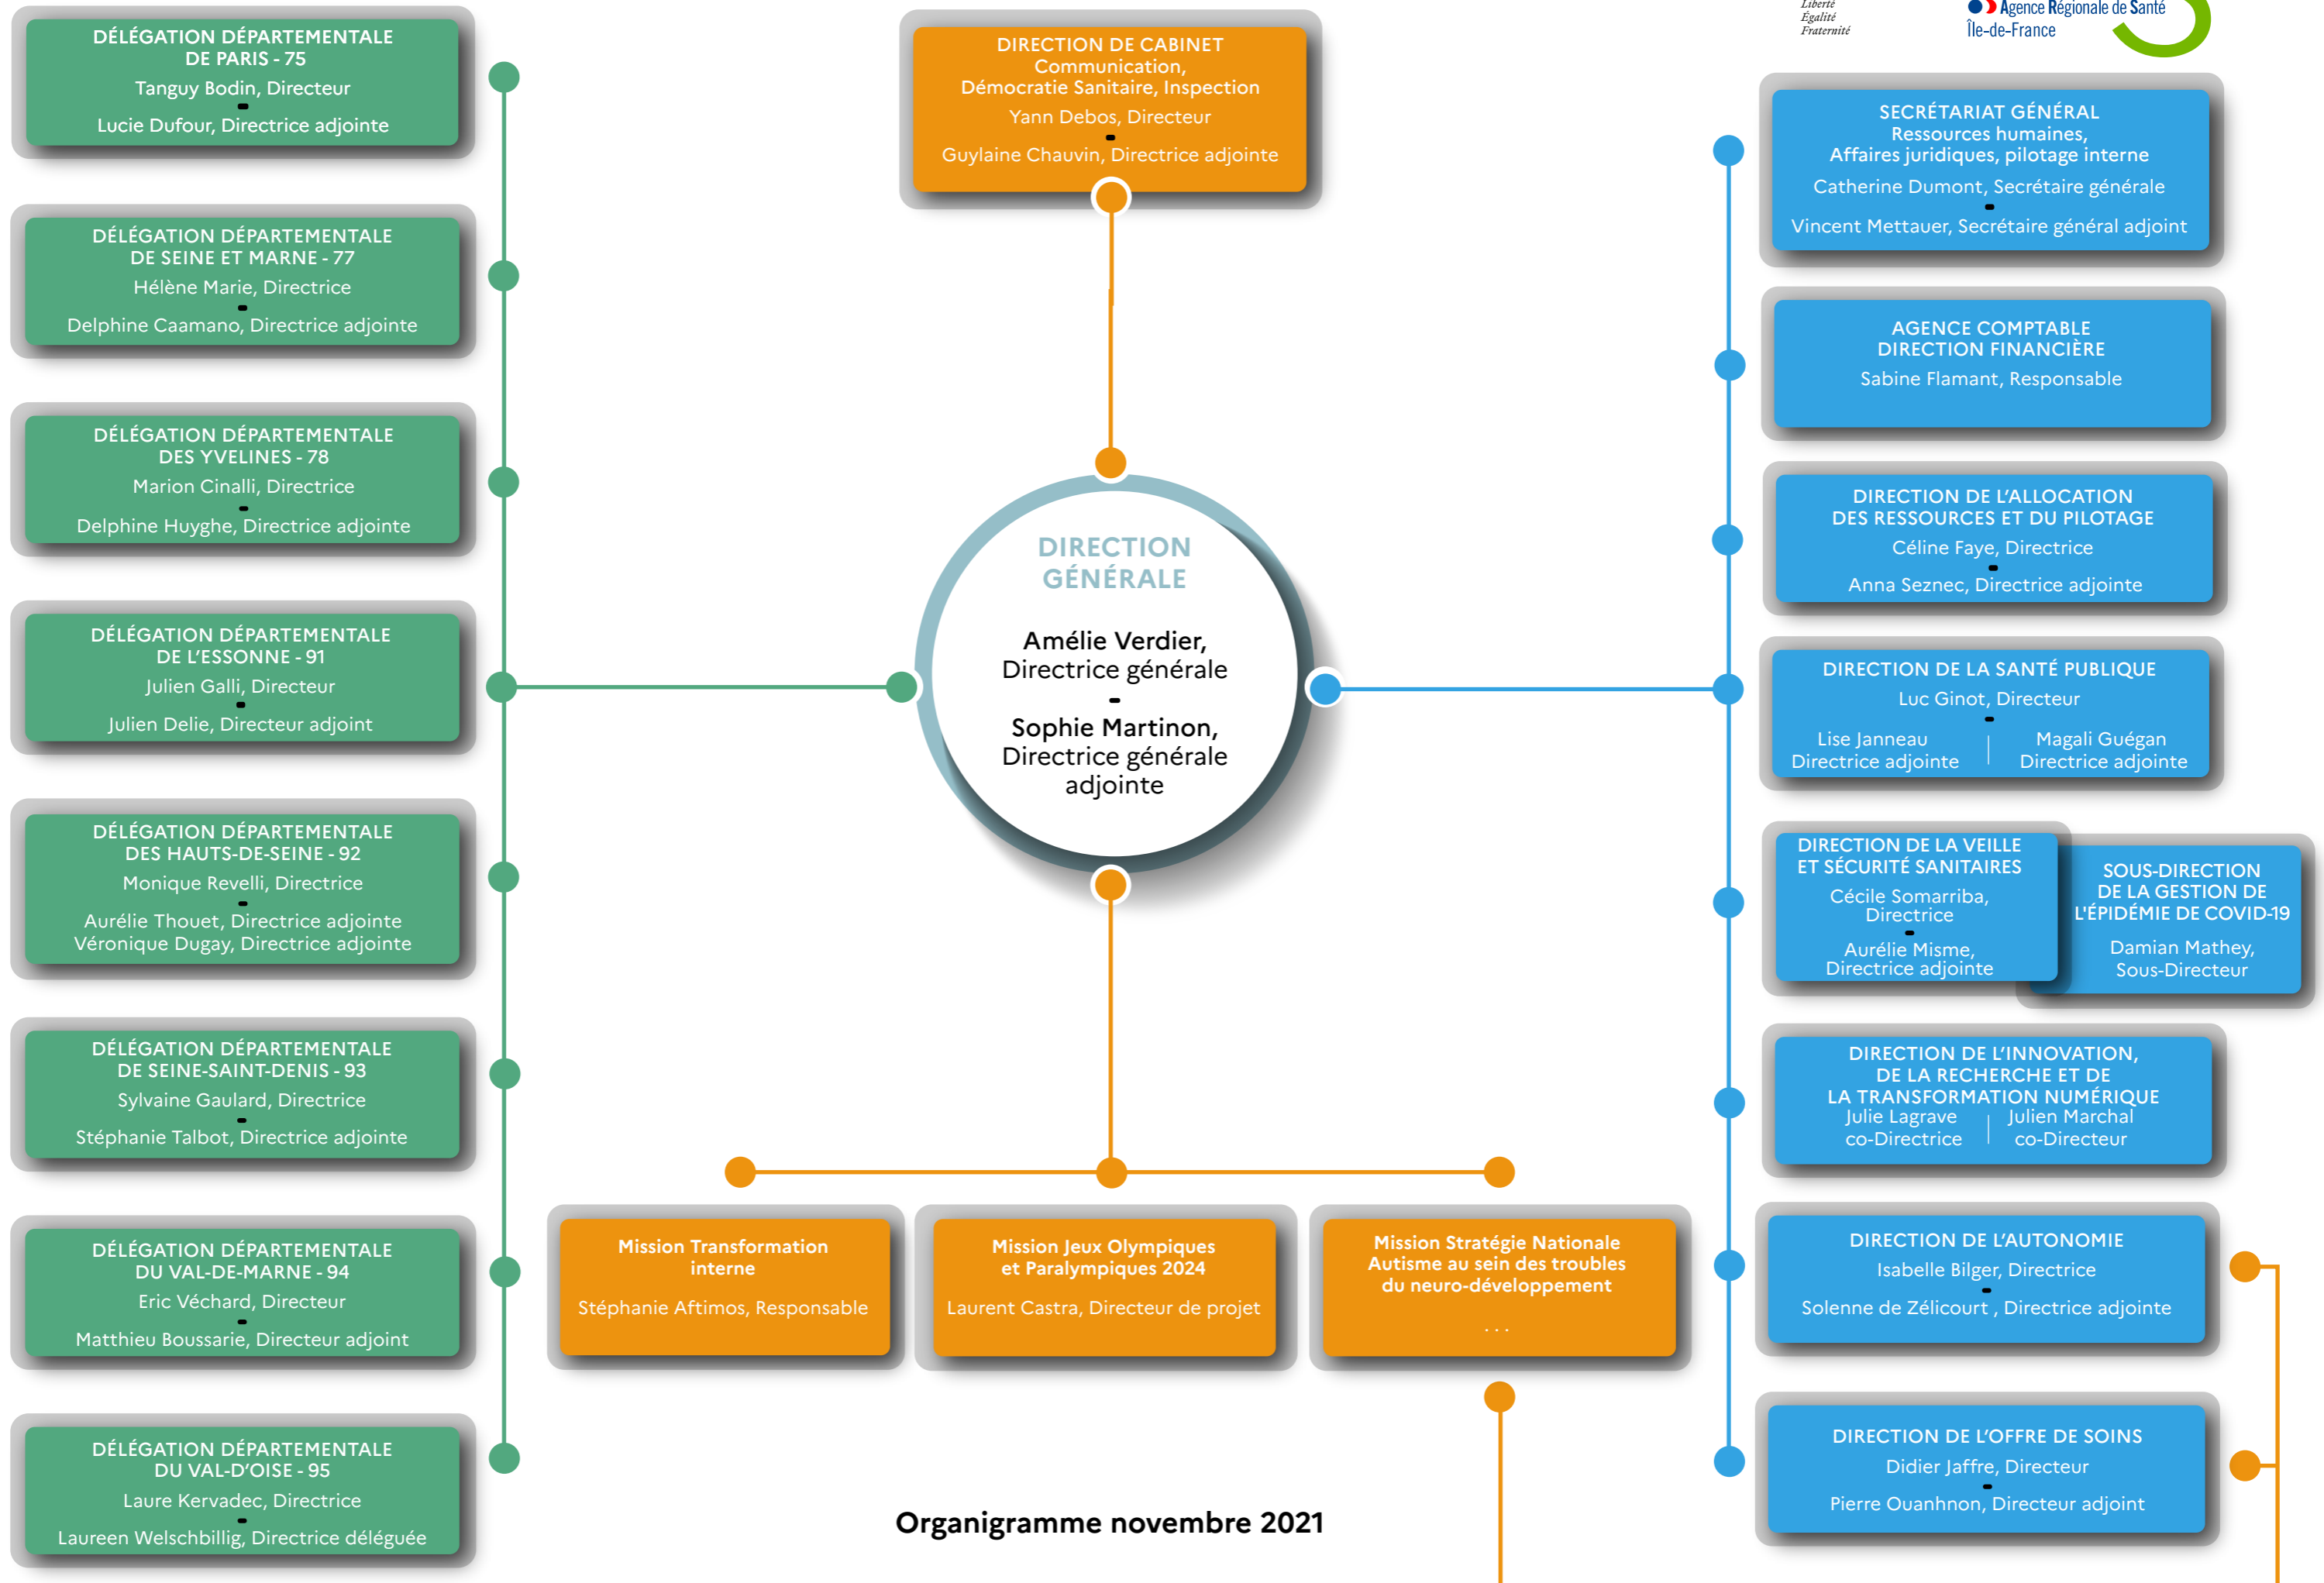 Liberté
Égalité
Fraternité
Agence Régionale de Santé
Île-de-France
DÉLÉGATION DÉPARTEMENTALE
DE PARIS - 75
Tanguy Bodin, Directeur
-
Lucie Dufour, Directrice adjointe
DÉLÉGATION DÉPARTEMENTALE
DE SEINE ET MARNE - 77
Hélène Marie, Directrice
-
Delphine Caamano, Directrice adjointe
DÉLÉGATION DÉPARTEMENTALE
DES YVELINES - 78
Marion Cinalli, Directrice
-
Delphine Huyghe, Directrice adjointe
DÉLÉGATION DÉPARTEMENTALE
DE L'ESSONNE - 91
Julien Galli, Directeur
-
Julien Delie, Directeur adjoint
DÉLÉGATION DÉPARTEMENTALE
DES HAUTS-DE-SEINE - 92
Monique Revelli, Directrice
-
Aurélie Thouet, Directrice adjointe
Véronique Dugay, Directrice adjointe
DÉLÉGATION DÉPARTEMENTALE
DE SEINE-SAINT-DENIS - 93
Sylvaine Gaulard, Directrice
-
Stéphanie Talbot, Directrice adjointe
DÉLÉGATION DÉPARTEMENTALE
DU VAL-DE-MARNE - 94
Eric Véchard, Directeur
-
Matthieu Boussarie, Directeur adjoint
DÉLÉGATION DÉPARTEMENTALE
DU VAL-D'OISE - 95
Laure Kervadec, Directrice
-
Laureen Welschbillig, Directrice déléguée
DIRECTION DE CABINET
Communication,
Démocratie Sanitaire, Inspection
Yann Debos, Directeur
-
Guylaine Chauvin, Directrice adjointe
DIRECTION
GÉNÉRALE
Amélie Verdier,
Directrice générale
-
Sophie Martinon,
Directrice générale
adjointe
Mission Transformation
interne
Stéphanie Aftimos, Responsable
Mission Jeux Olympiques
et Paralympiques 2024
Laurent Castra, Directeur de projet
Mission Stratégie Nationale
Autisme au sein des troubles
du neuro-développement
. . .
Organigramme novembre 2021
SECRÉTARIAT GÉNÉRAL
Ressources humaines,
Affaires juridiques, pilotage interne
Catherine Dumont, Secrétaire générale
-
Vincent Mettauer, Secrétaire général adjoint
AGENCE COMPTABLE
DIRECTION FINANCIÈRE
Sabine Flamant, Responsable
DIRECTION DE L'ALLOCATION
DES RESSOURCES ET DU PILOTAGE
Céline Faye, Directrice
-
Anna Seznec, Directrice adjointe
DIRECTION DE LA SANTÉ PUBLIQUE
Luc Ginot, Directeur
-
Lise Janneau
Directrice adjointe
Magali Guégan
Directrice adjointe
DIRECTION DE LA VEILLE
ET SÉCURITÉ SANITAIRES
Cécile Somarriba,
Directrice
-
Aurélie Misme,
Directrice adjointe
SOUS-DIRECTION
DE LA GESTION DE
L'ÉPIDÉMIE DE COVID-19
Damian Mathey,
Sous-Directeur
DIRECTION DE L'INNOVATION,
DE LA RECHERCHE ET DE
LA TRANSFORMATION NUMÉRIQUE
Julie Lagrave
co-Directrice
Julien Marchal
co-Directeur
DIRECTION DE L'AUTONOMIE
Isabelle Bilger, Directrice
-
Solenne de Zélicourt , Directrice adjointe
DIRECTION DE L'OFFRE DE SOINS
Didier Jaffre, Directeur
-
Pierre Ouanhnon, Directeur adjoint